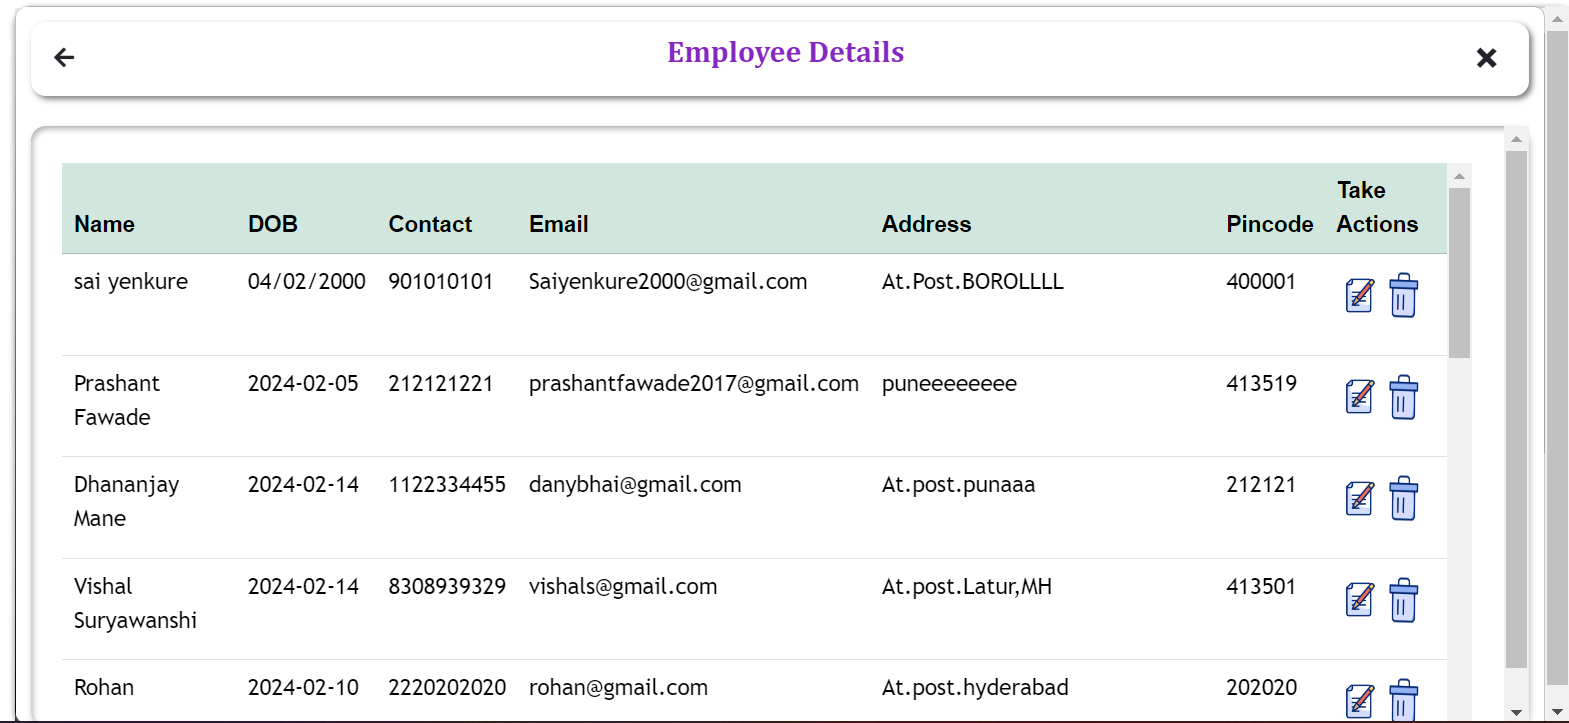 Employee Details
Name DOB Contact Email Address Pincode Take Actions
sai yenkure 04/02/2000 901010101 Saiyenkure2000@gmail.com At.Post.BOROLLLL 400001
Prashant Fawade 2024-02-05 212121221 prashantfawade2017@gmail.com puneeeeeeee 413519
Dhananjay Mane 2024-02-14 1122334455 danybhai@gmail.com At.post.punaaa 212121
Vishal Suryawanshi 2024-02-14 8308939329 vishals@gmail.com At.post.Latur,MH 413501
Rohan 2024-02-10 2220202020 rohan@gmail.com At.post.hyderabad 202020